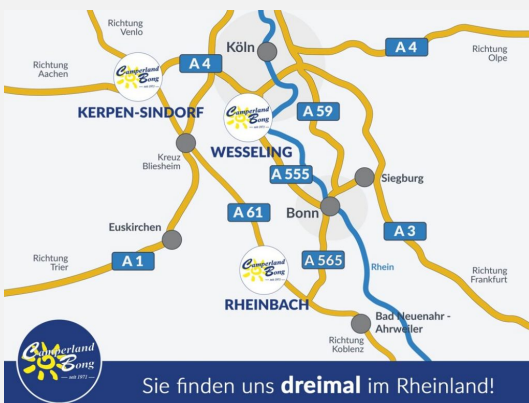 Richtung
Venlo
Köln
A 4
Richtung
Olpe
Richtung
Aachen
Camperland
Bong
seit 1971
A 4
KERPEN-SINDORF
A 59
Camperland
Bong
seit 1971
WESSELING
Kreuz
Bliesheim
A 555
Siegburg
A 61
Bonn
Euskirchen
A 3
Richtung
Trier
A 1
Camperland
Bong
seit 1971
A 565
Rhein
Richtung
Frankfurt
RHEINBACH
Bad Neuenahr -
Ahrweiler
Richtung
Koblenz
Camperland
Bong
seit 1971
Sie finden uns dreimal im Rheinland!